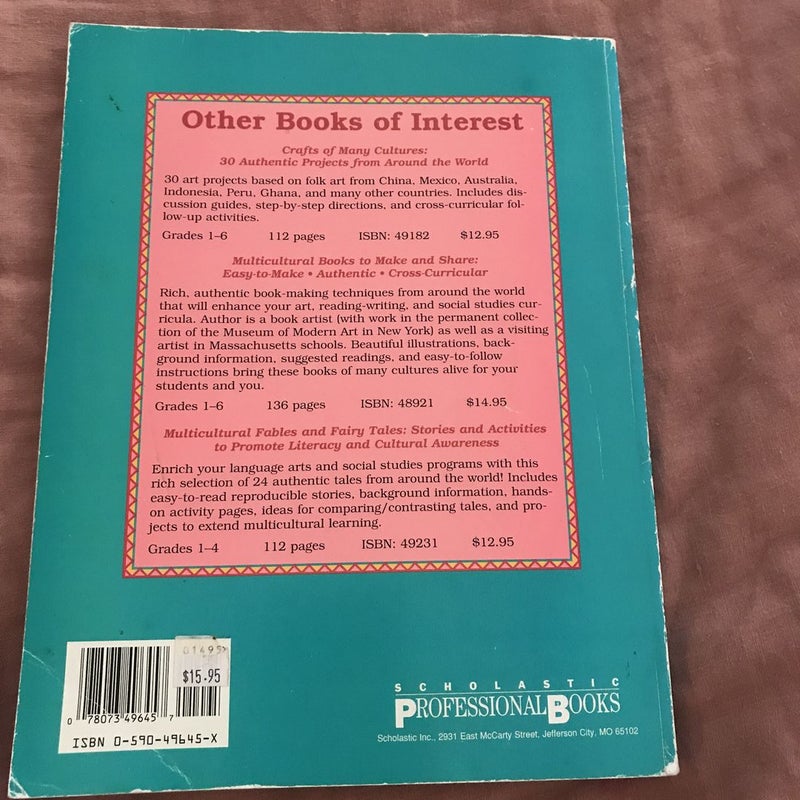 Other Books of Interest
Crafts of Many Cultures:
30 Authentic Projects from Around the World
30 art projects based on folk art from China, Mexico, Australia,
Indonesia, Peru, Ghana, and many other countries. Includes dis-
cussion guides, step-by-step directions, and cross-curricular fol-
low-up activities.
Grades 1–6 112 pages ISBN: 49182 $12.95
Multicultural Books to Make and Share:
Easy-to-Make • Authentic • Cross-Curricular
Rich, authentic book-making techniques from around the world
that will enhance your art, reading-writing, and social studies cur-
ricula. Author is a book artist (with work in the permanent collec-
tion of the Museum of Modern Art in New York) as well as a visiting
artist in Massachusetts schools. Beautiful illustrations, back-
ground information, suggested readings, and easy-to-follow
instructions bring these books of many cultures alive for your
students and you.
Grades 1–6 136 pages ISBN: 48921 $14.95
Multicultural Fables and Fairy Tales: Stories and Activities
to Promote Literacy and Cultural Awareness
Enrich your language arts and social studies programs with this
rich selection of 24 authentic tales from around the world! Includes
easy-to-read reproducible stories, background information, hands-
on activity pages, ideas for comparing/contrasting tales, and pro-
jects to extend multicultural learning.
Grades 1–4 112 pages ISBN: 49231 $12.95
01495
$15.95
0 78073 49645 7
ISBN 0-590-49645-X
SCHOLASTIC
PROFESSIONAL BOOKS
Scholastic Inc., 2931 East McCarty Street, Jefferson City, MO 65102